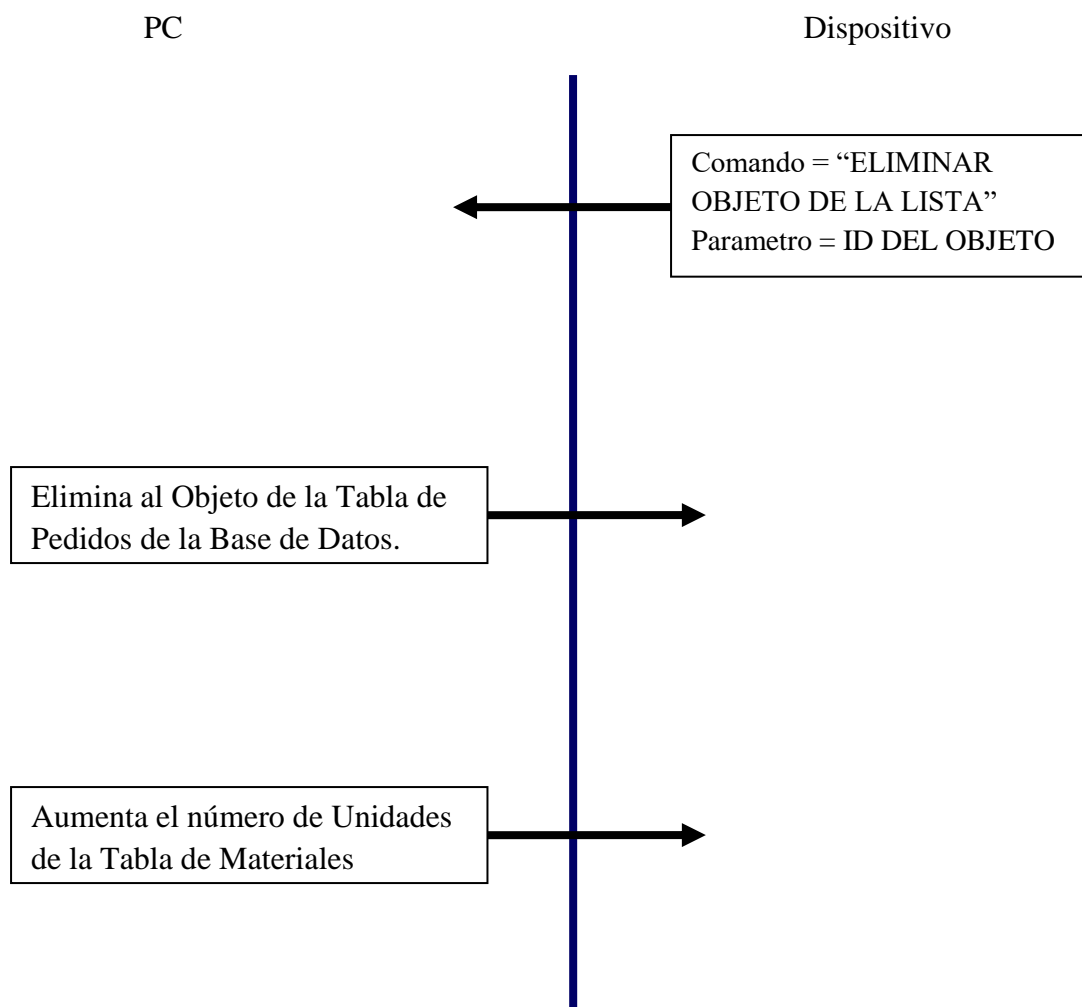 PC
Dispositivo
Comando = “ELIMINAR
OBJETO DE LA LISTA”
Parametro = ID DEL OBJETO
Elimina al Objeto de la Tabla de
Pedidos de la Base de Datos.
Aumenta el número de Unidades
de la Tabla de Materiales